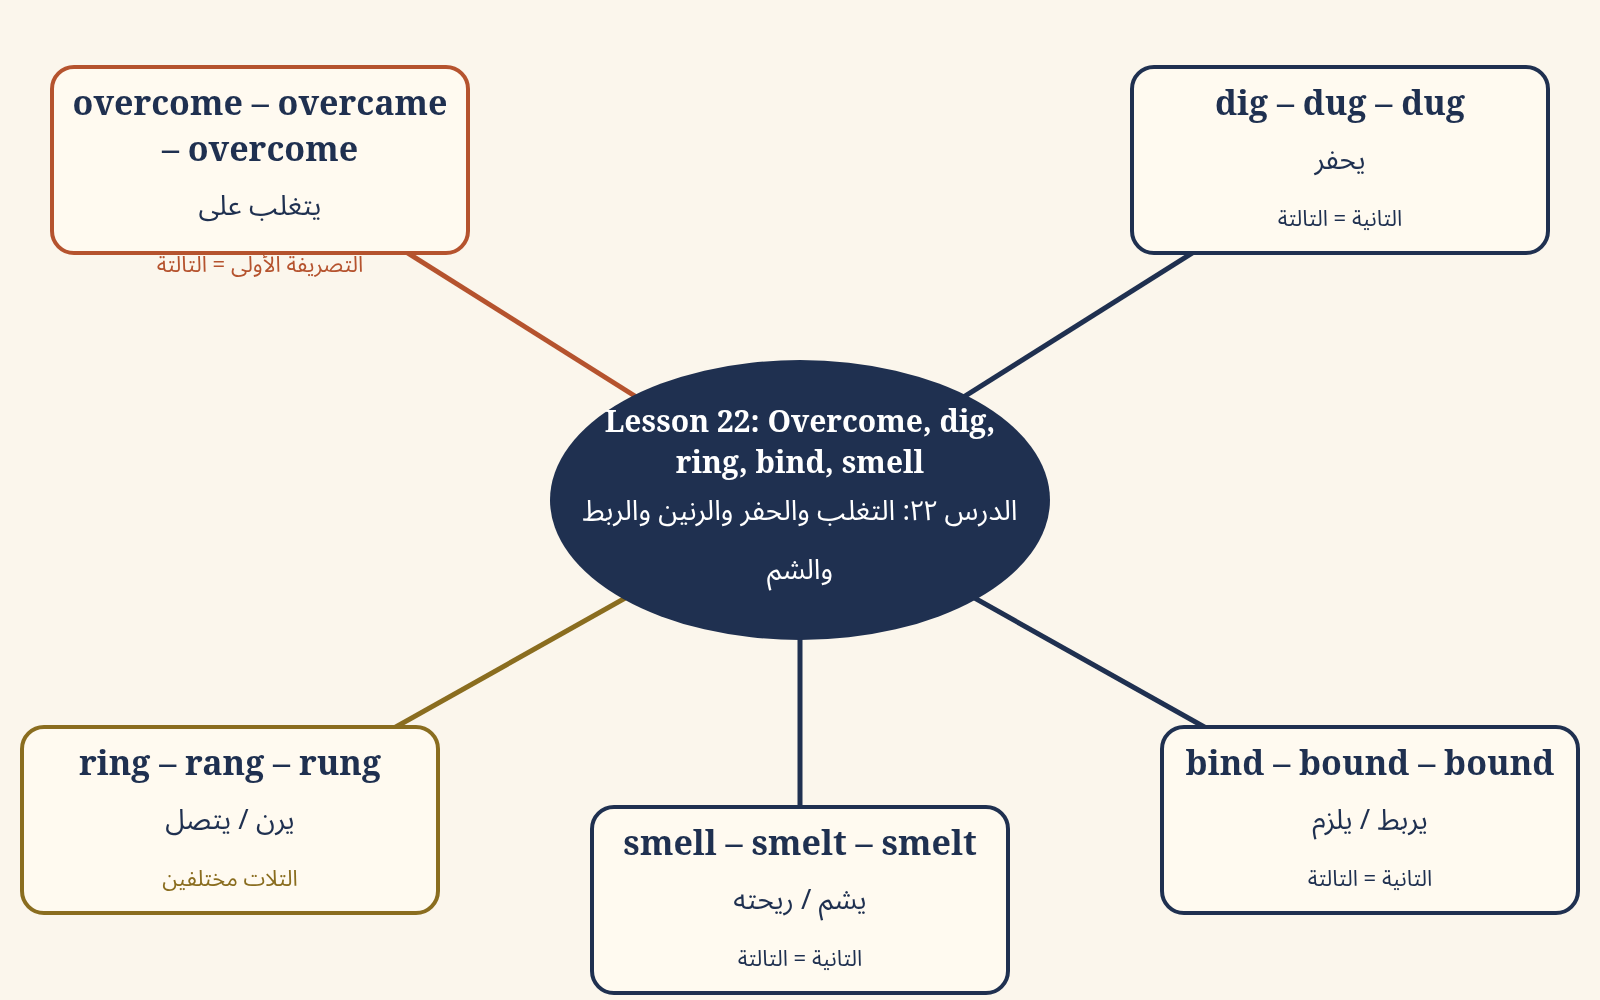 overcome – overcame
– overcome
يتغلب على
التصريفة الأولى = التالتة
dig – dug – dug
يحفر
التانية = التالتة
Lesson 22: Overcome, dig,
ring, bind, smell
الدرس ٢٢: التغلب والحفر والرنين والربط
والشم
ring – rang – rung
يرن / يتصل
التلات مختلفين
smell – smelt – smelt
يشم / ريحته
التانية = التالتة
bind – bound – bound
يربط / يلزم
التانية = التالتة